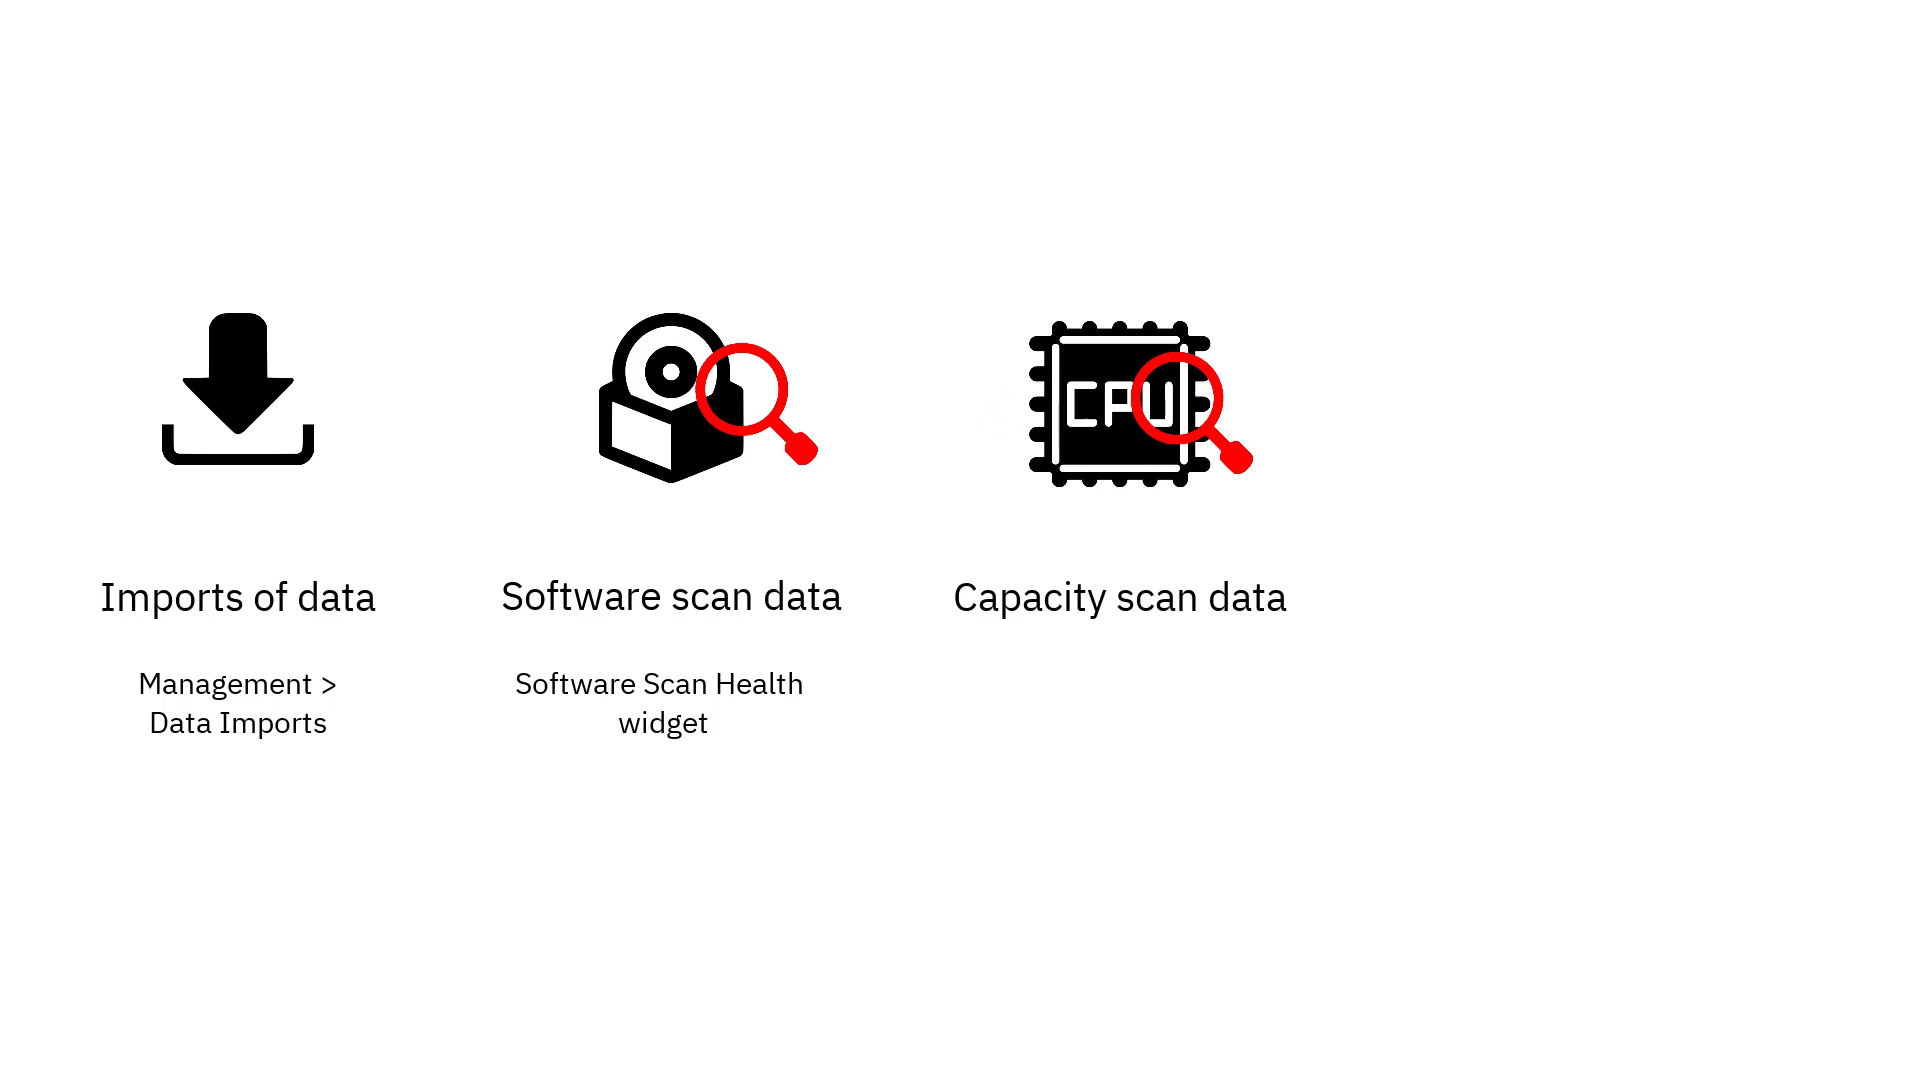 CPU
Imports of data
Software scan data
Capacity scan data
Management >
Data Imports
Software Scan Health
widget